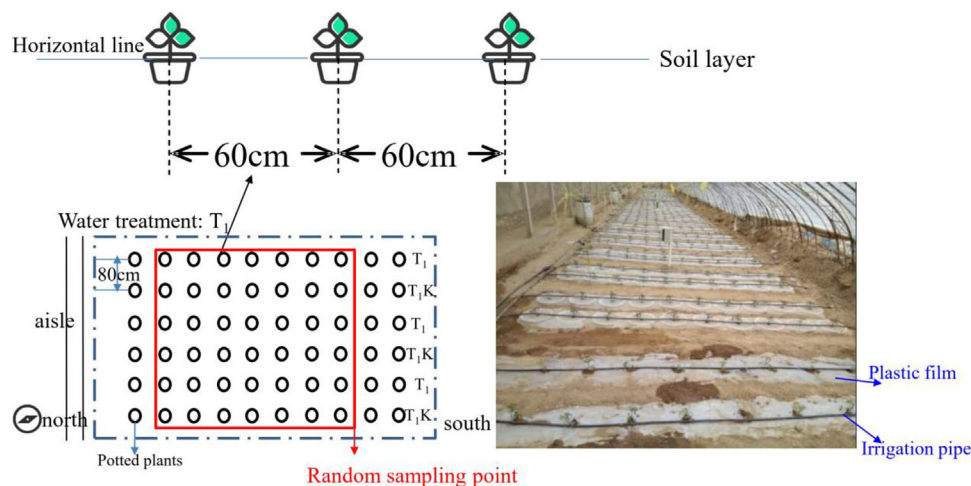 Horizontal line
Soil layer
60cm
60cm
Water treatment: T₁
80cm
T₁
T₁K
T₁
T₁K
T₁
T₁K
aisle
north
south
Potted plants
Random sampling point
Plastic film
Irrigation pipe